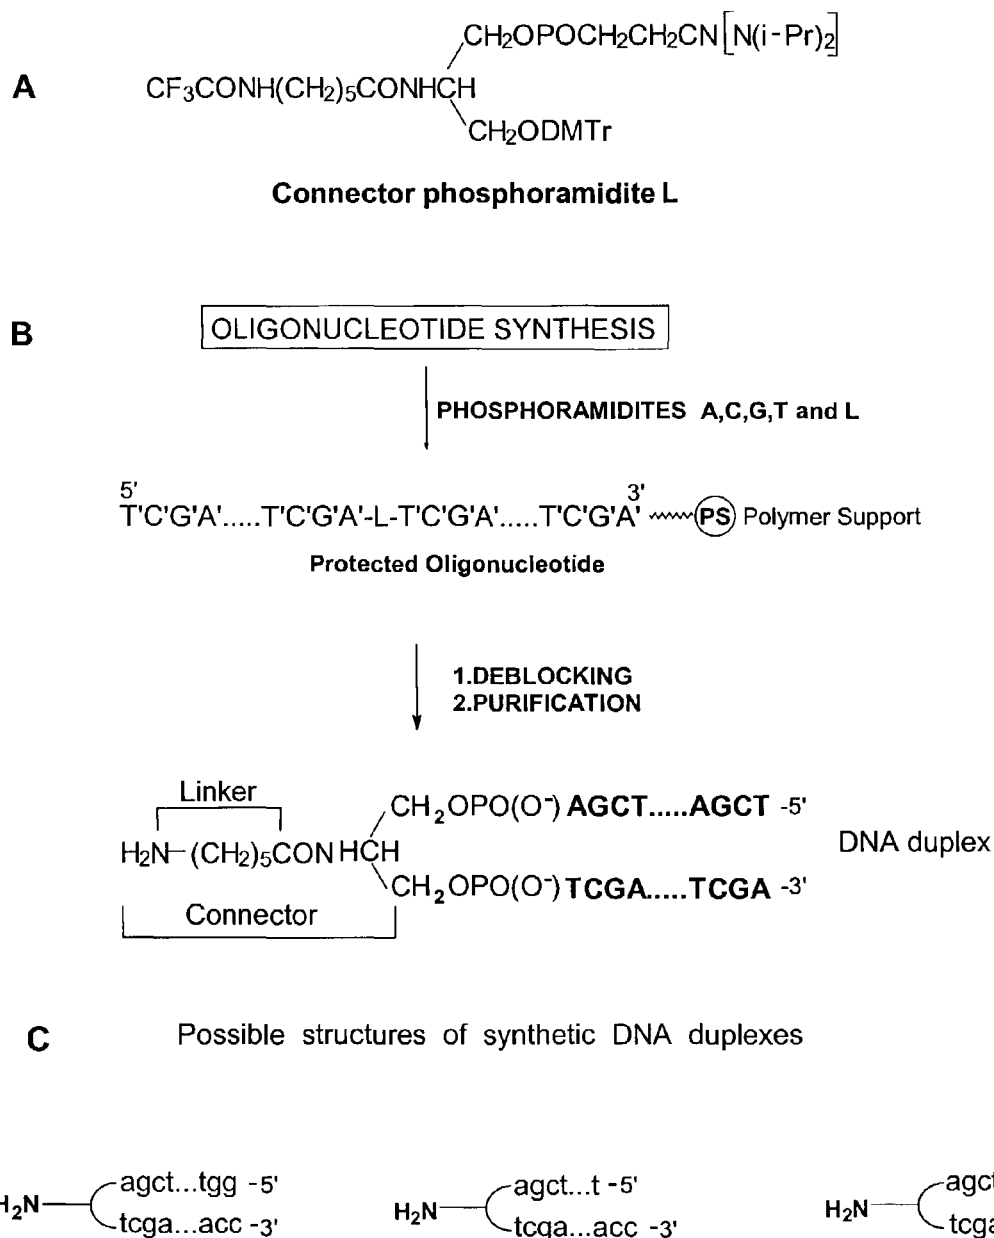 CH₂OPOCH₂CH₂CN[N(i-Pr)₂]
A CF₃CONH(CH₂)₅CONHCH
CH₂ODMTr
Connector phosphoramidite L
B OLIGONUCLEOTIDE SYNTHESIS
PHOSPHORAMIDITES A,C,G,T and L
5' 3'
T'C'G'A'.....T'C'G'A'-L-T'C'G'A'.....T'C'G'A' PS Polymer Support
Protected Oligonucleotide
1.DEBLOCKING
2.PURIFICATION
Linker
CH₂OPO(O⁻)AGCT.....AGCT -5'
H₂N-(CH₂)₅CONHCH DNA duplex
CH₂OPO(O⁻)TCGA.....TCGA -3'
Connector
C Possible structures of synthetic DNA duplexes
agct...tgg -5' agct...t -5' agct
H₂N H₂N H₂N
tcga...acc -3' tcga...acc -3' tcga